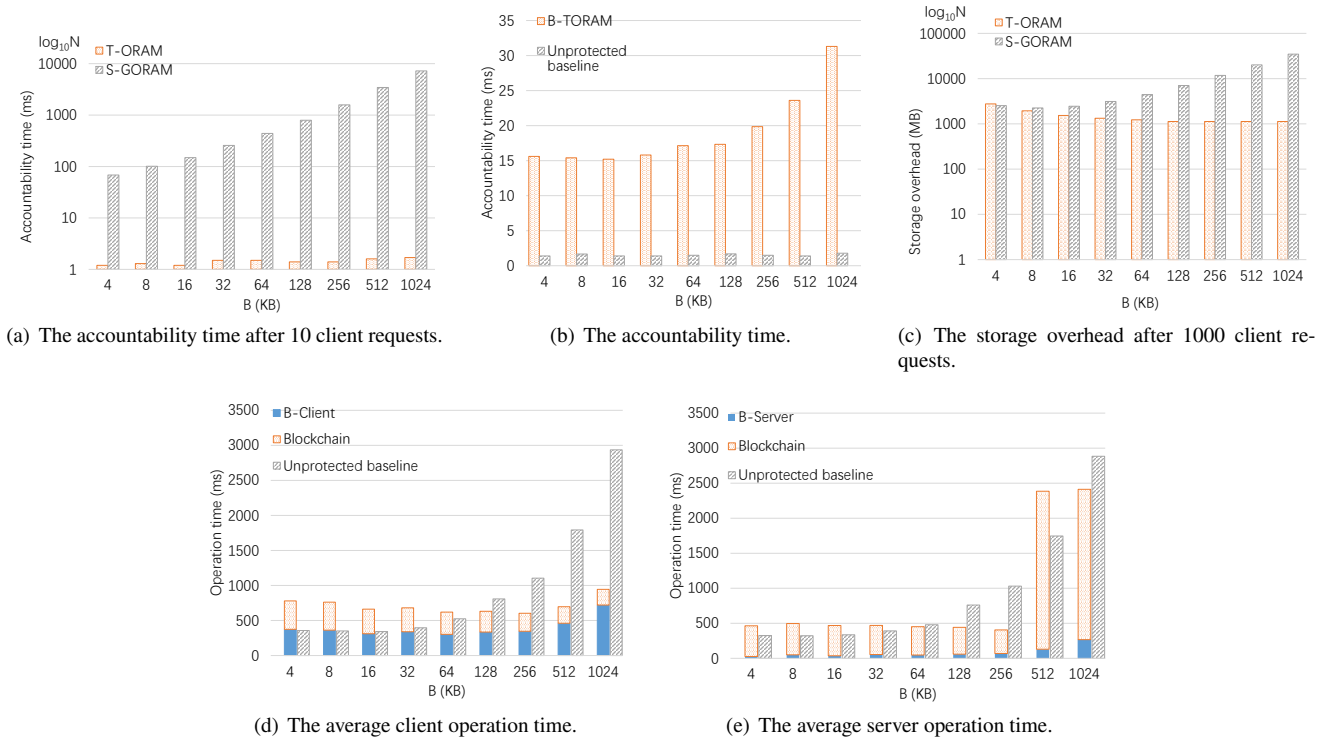 log10N
T-ORAM
S-GORAM
Accountability time (ms)
10000
1000
100
10
1
4 8 16 32 64 128 256 512 1024
B (KB)
(a) The accountability time after 10 client requests.
B-TORAM
Unprotected
baseline
Accountability time (ms)
35
30
25
20
15
10
5
0
4 8 16 32 64 128 256 512 1024
B (KB)
(b) The accountability time.
log10N
T-ORAM
S-GORAM
Storage overhead (MB)
100000
10000
1000
100
10
1
4 8 16 32 64 128 256 512 1024
B (KB)
(c) The storage overhead after 1000 client re-
quests.
B-Client
Blockchain
Unprotected baseline
Operation time (ms)
3500
3000
2500
2000
1500
1000
500
0
4 8 16 32 64 128 256 512 1024
B (KB)
(d) The average client operation time.
B-Server
Blockchain
Unprotected baseline
Operation time (ms)
3500
3000
2500
2000
1500
1000
500
0
4 8 16 32 64 128 256 512 1024
B (KB)
(e) The average server operation time.